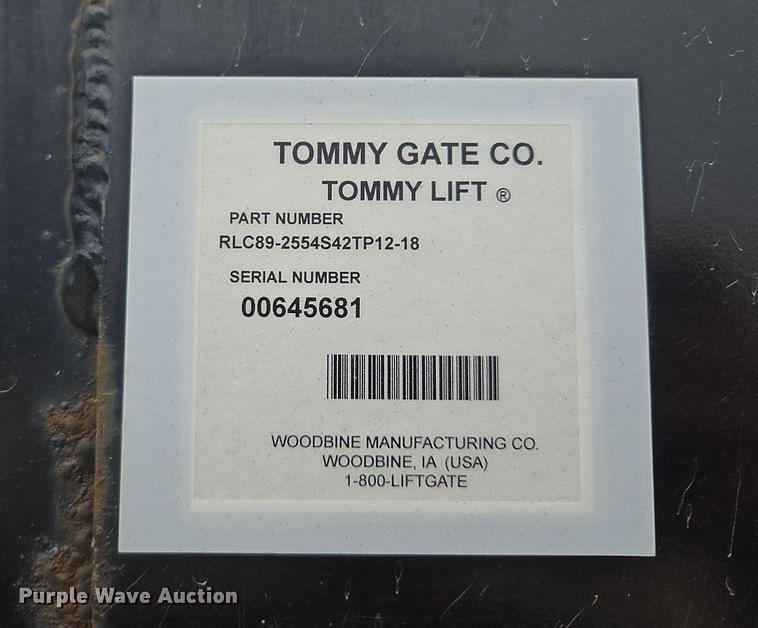 TOMMY GATE CO.
TOMMY LIFT ®
PART NUMBER
RLC89-2554S42TP12-18
SERIAL NUMBER
00645681
WOODBINE MANUFACTURING CO.
WOODBINE, IA (USA)
1-800-LIFTGATE
Purple Wave Auction